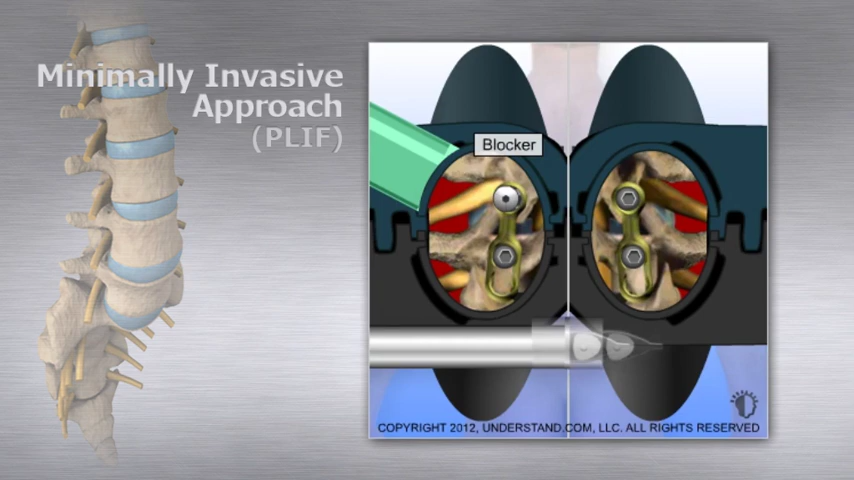 Minimally Invasive
Approach
(PLIF)
Blocker
COPYRIGHT 2012, UNDERSTAND.COM, LLC. ALL RIGHTS RESERVED